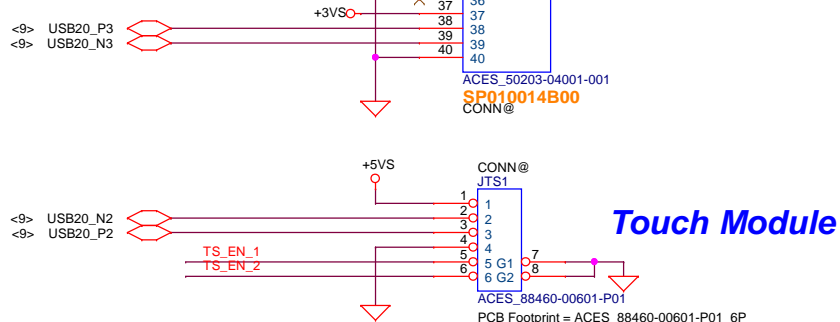 36
37
+3VS
37
<9> USB20_P3
38
38
<9> USB20_N3
39
39
40
40
ACES_50203-04001-001
SP010014B00
CONN@
+5VS
CONN@
JTS1
1
1
<9> USB20_N2
2
2
Touch Module
<9> USB20_P2
3
3
4
4
TS_EN_1
5
5 G1
7
TS_EN_2
6
6 G2
8
ACES_88460-00601-P01
PCB Footprint = ACES_88460-00601-P01_6P